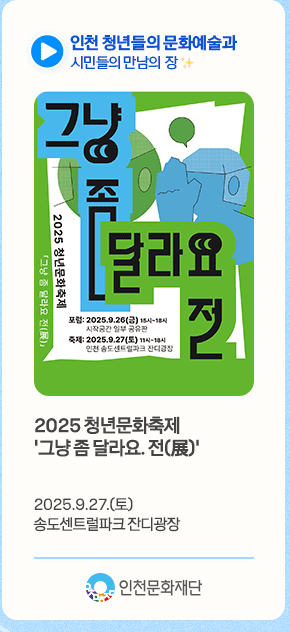 인천 청년들의 문화예술과
시민들의 만남의 장✨
그냥
좀
달라요
전
2025 청년문화축제
「그냥 좀 달라요. 전(展)」
포럼: 2025.9.26(금) 15시~18시
시작공간 일부 공유판
축제: 2025.9.27(토) 11시~18시
인천 송도센트럴파크 잔디광장
2025 청년문화축제
'그냥 좀 달라요. 전(展)'
2025.9.27.(토)
송도센트럴파크 잔디광장
인천문화재단